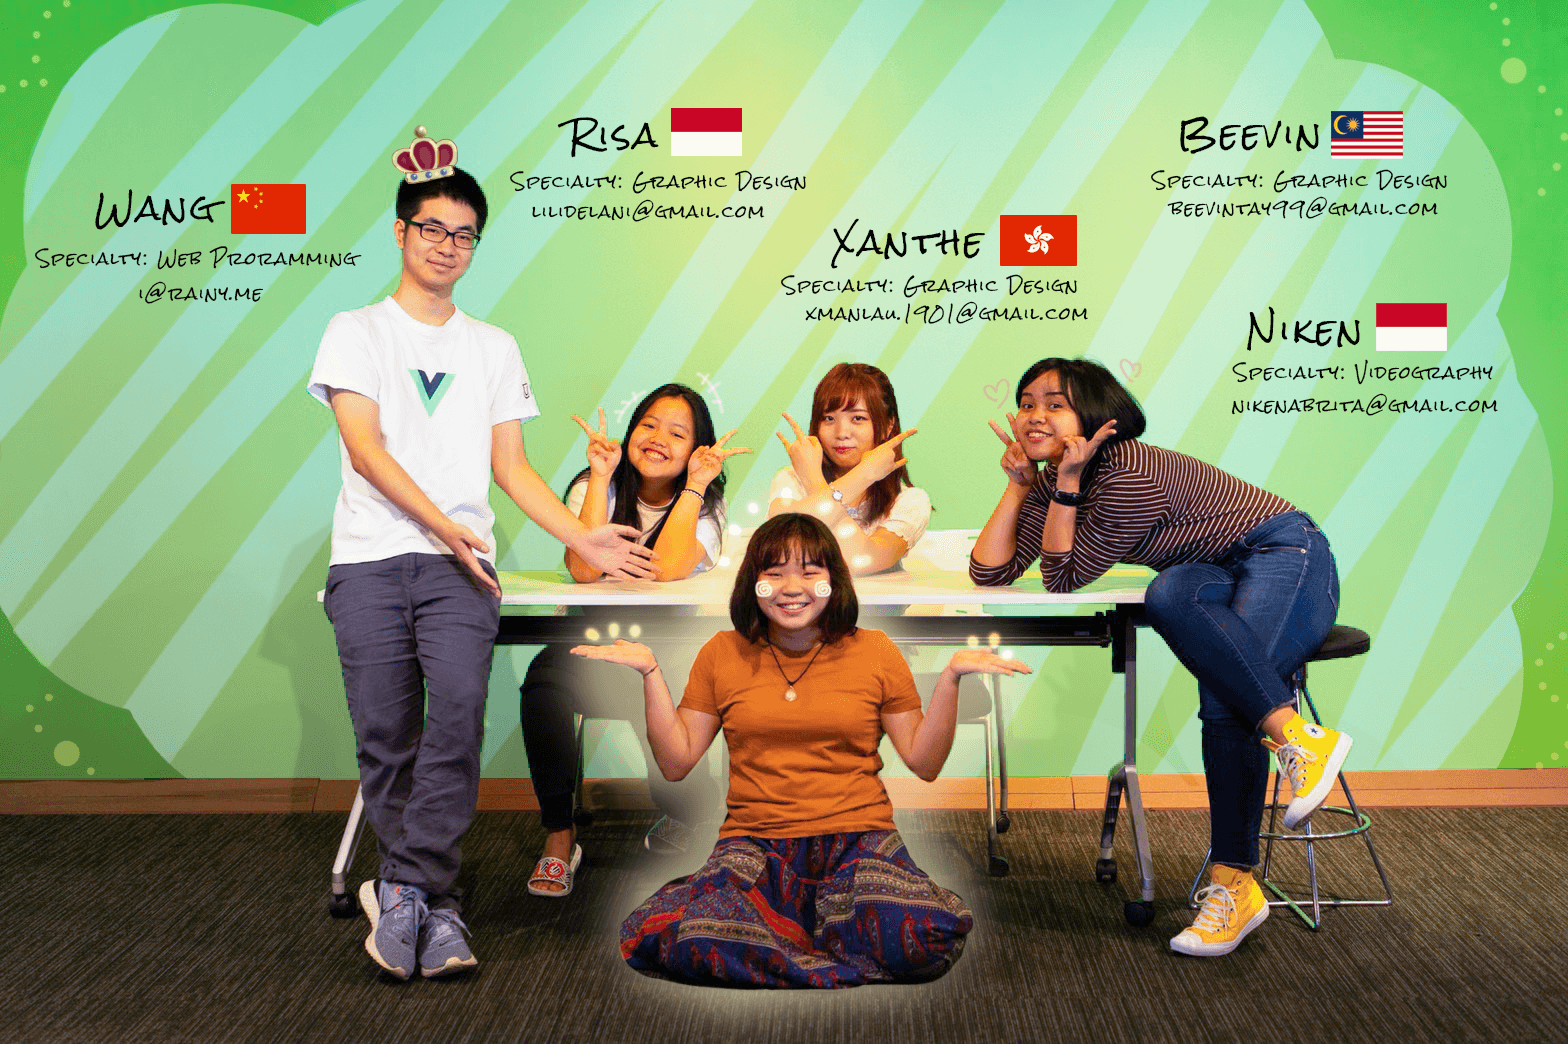 Wang
Specialty: Web Proramming
i@rainy.me
Risa
Specialty: Graphic Design
lilidelani@gmail.com
Xanthe
Specialty: Graphic Design
xmanlau.1901@gmail.com
Beevin
Specialty: Graphic Design
beevintay99@gmail.com
Niken
Specialty: Videography
nikenabrita@gmail.com